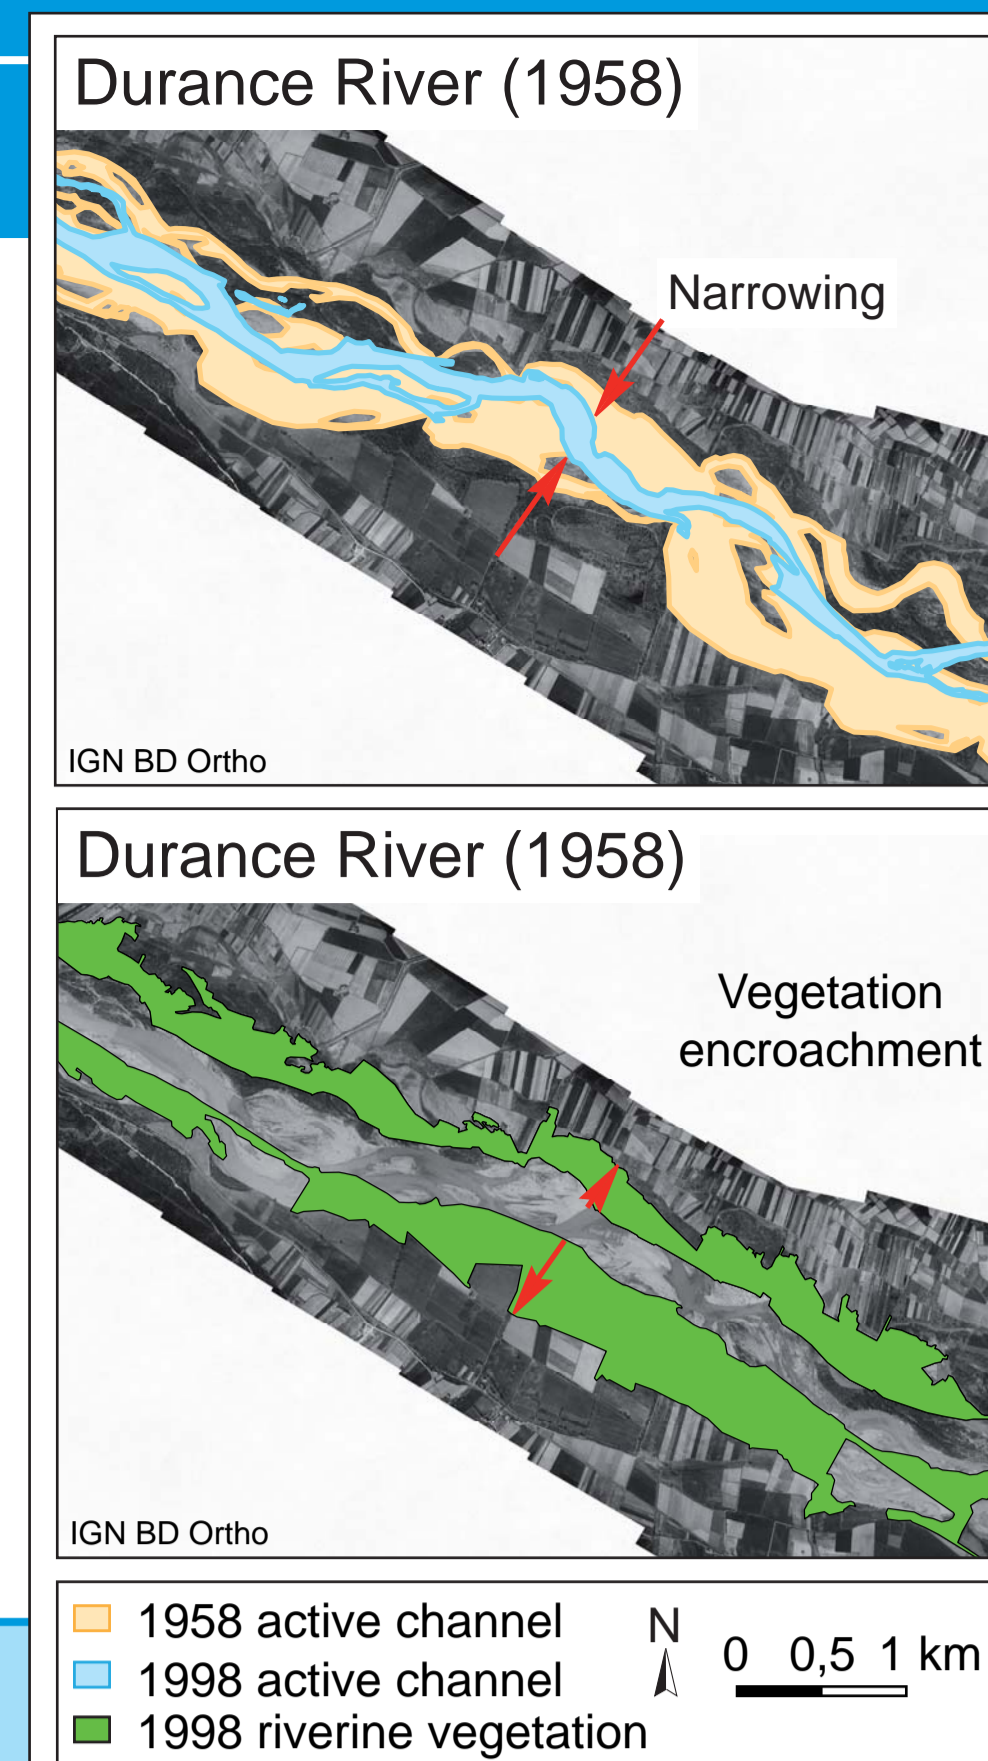 Durance River (1958)
Narrowing
IGN BD Ortho
Durance River (1958)
Vegetation
encroachment
IGN BD Ortho
1958 active channel
1998 active channel
1998 riverine vegetation
N
0 0,5 1 km